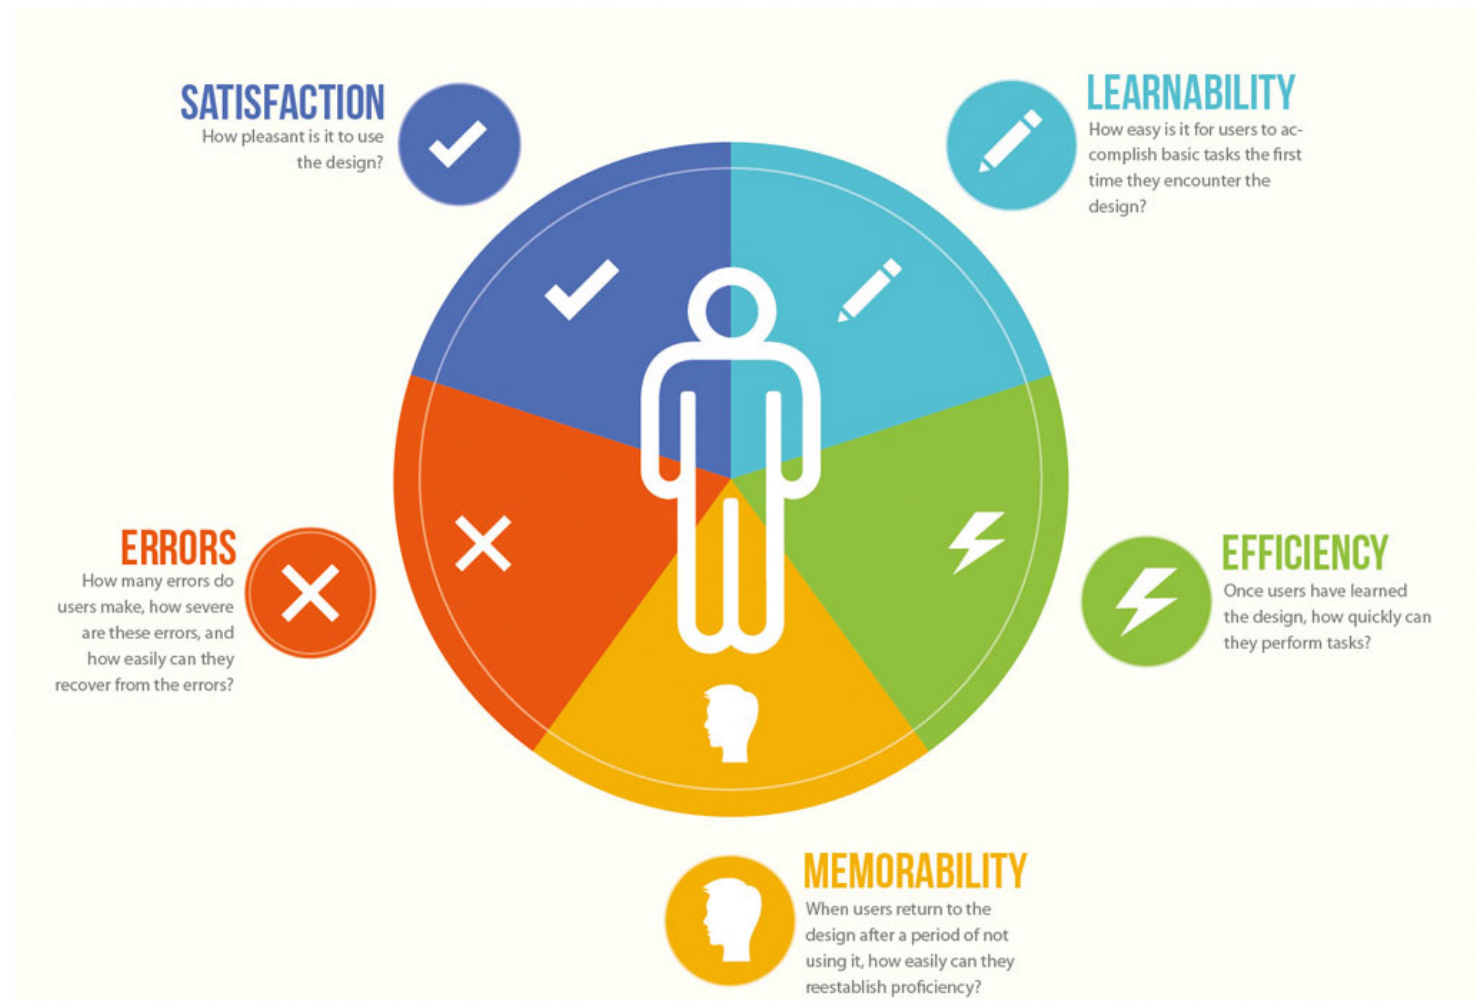 SATISFACTION
How pleasant is it to use
the design?
LEARNABILITY
How easy is it for users to ac-
complish basic tasks the first
time they encounter the
design?
ERRORS
How many errors do
users make, how severe
are these errors, and
how easily can they
recover from the errors?
EFFICIENCY
Once users have learned
the design, how quickly can
they perform tasks?
MEMORABILITY
When users return to the
design after a period of not
using it, how easily can they
reestablish proficiency?